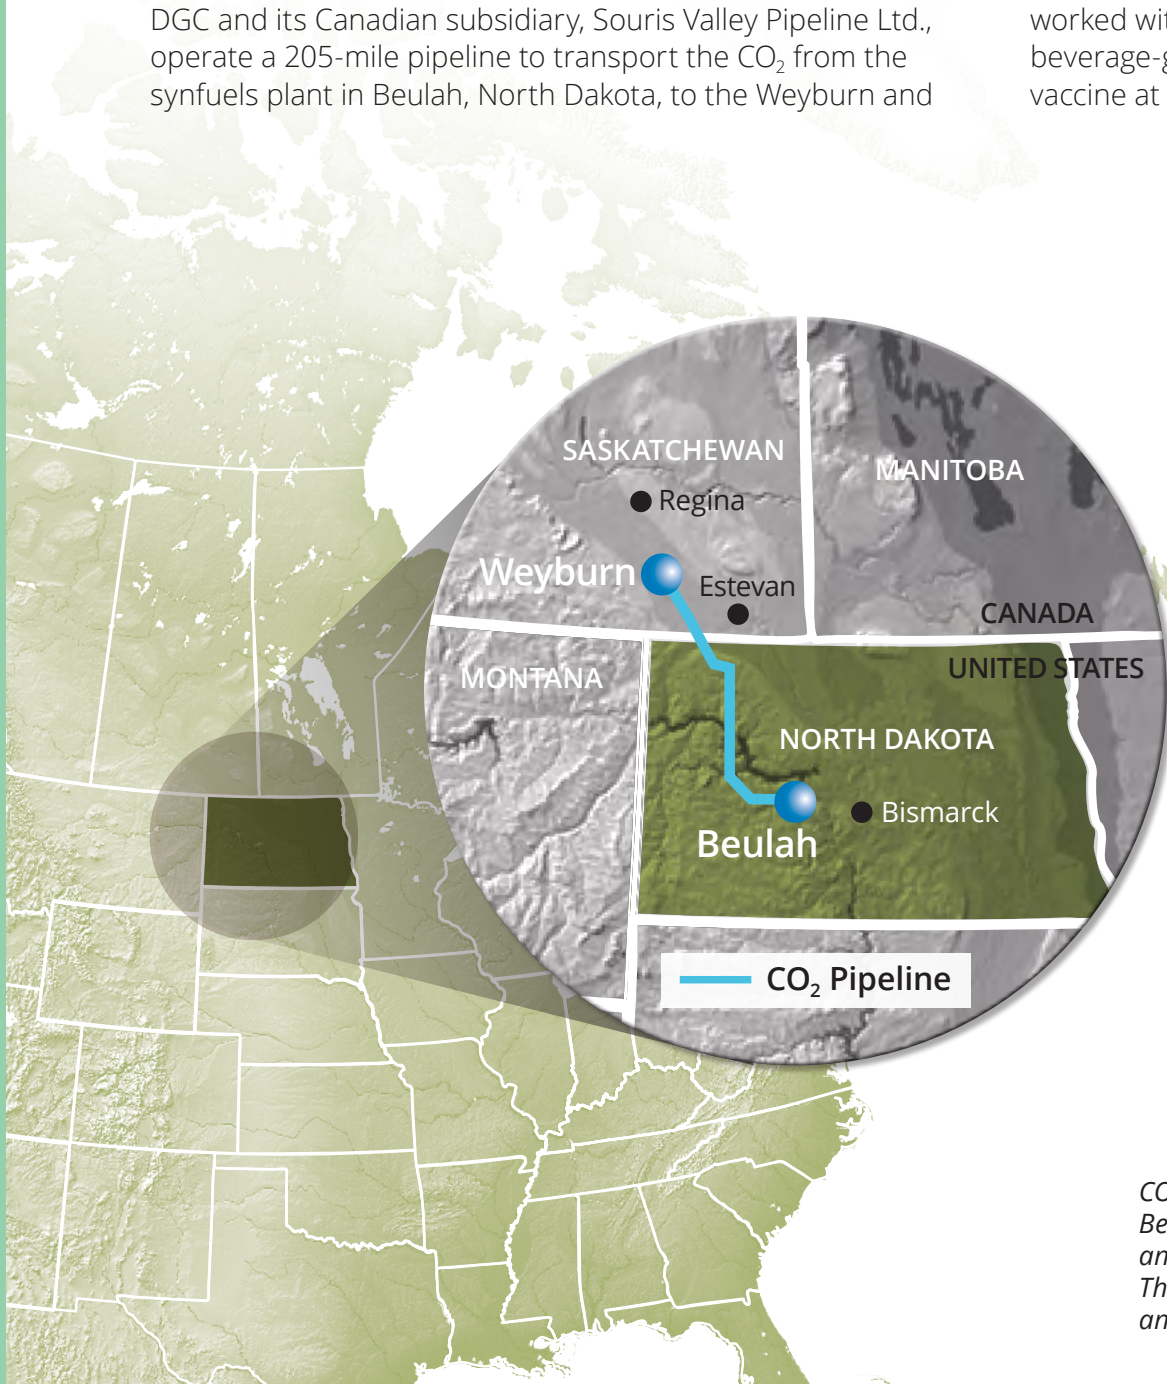 DGC and its Canadian subsidiary, Souris Valley Pipeline Ltd.,
operate a 205-mile pipeline to transport the CO₂ from the
synfuels plant in Beulah, North Dakota, to the Weyburn and
worked
beverage-
vaccine at
SASKATCHEWAN
MANITOBA
Regina
Weyburn
Estevan
CANADA
UNITED STATES
MONTANA
NORTH DAKOTA
Bismarck
Beulah
CO₂ Pipeline